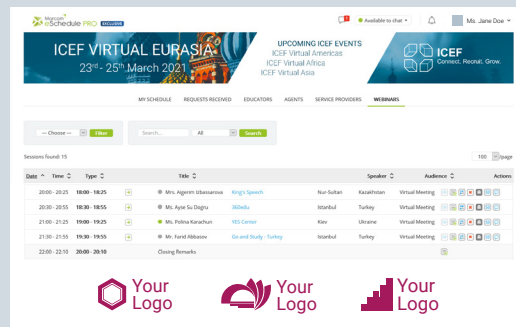 Marcom
eSchedule PRO EXCLUSIVE
Available to chat
Ms. Jane Doe
ICEF VIRTUAL EURASIA
23rd - 25th March 2021
UPCOMING ICEF EVENTS
ICEF Virtual Americas
ICEF Virtual Africa
ICEF Virtual Asia
ICEF
Connect. Recruit. Grow.
MY SCHEDULE REQUESTS RECEIVED EDUCATORS AGENTS SERVICE PROVIDERS WEBINARS
-- Choose -- Filter Search... All Search
Sessions found: 15
100 /page
Date Time Type Title Speaker Audience Actions
20:00 - 20:25 18:00 - 18:25 Mrs. Aigerim Izbassarova King's Speech Nur-Sultan Kazakhstan Virtual Meeting
20:30 - 20:55 18:30 - 18:55 Ms. Ayse Su Dogru 360edu Istanbul Turkey Virtual Meeting
21:00 - 21:25 19:00 - 19:25 Ms. Polina Karachun YES Center Kiev Ukraine Virtual Meeting
21:30 - 21:55 19:30 - 19:55 Mr. Farid Abbasov Go and Study - Turkey Istanbul Turkey Virtual Meeting
22:00 - 22:10 20:00 - 20:10 Closing Remarks
Your Logo
Your Logo
Your Logo